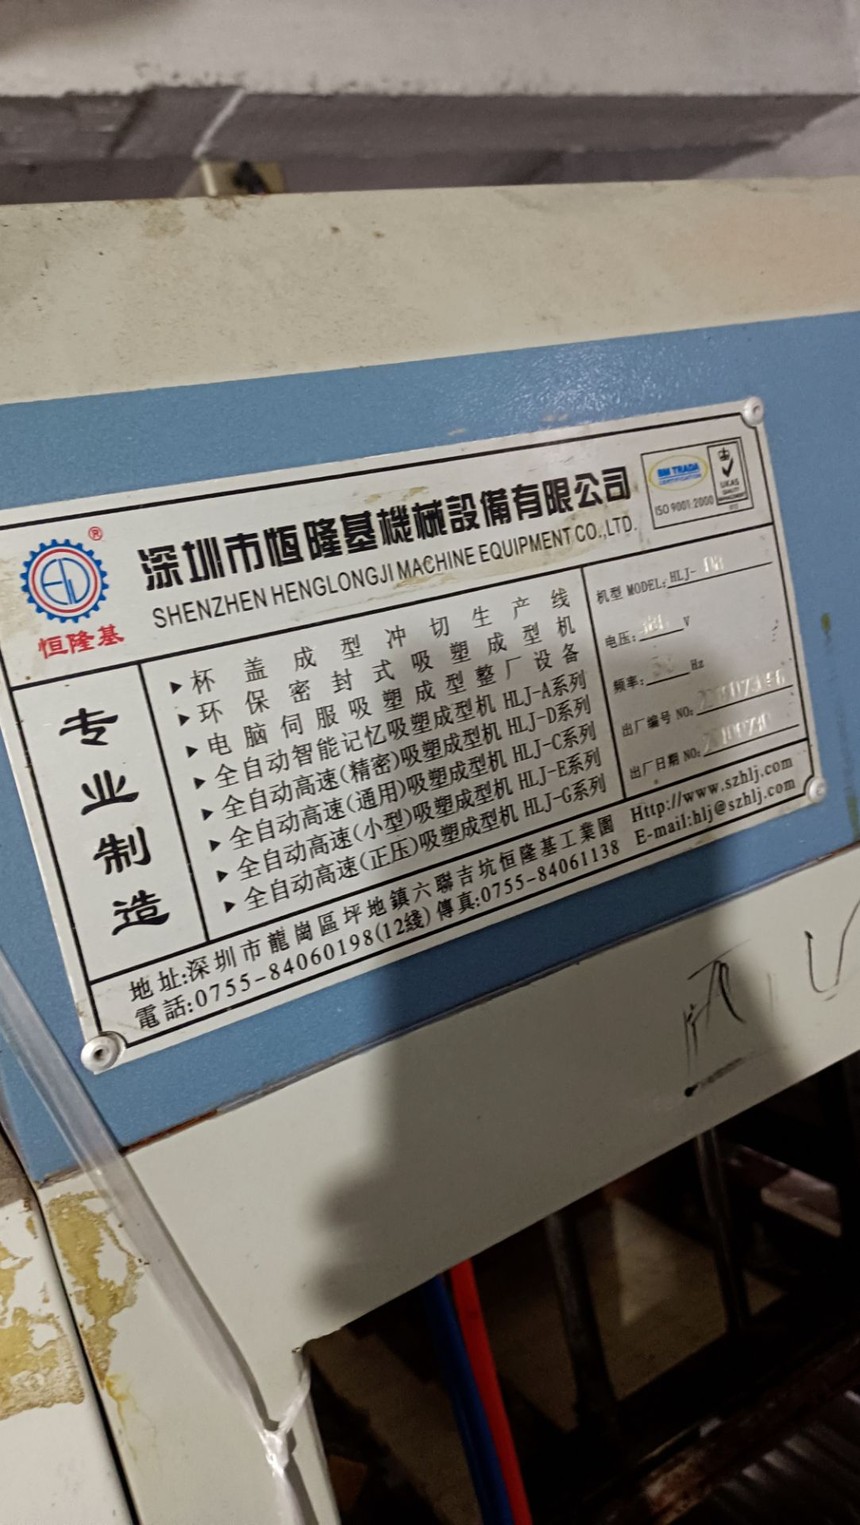 ®
恒隆基
深圳市恆隆基機械設備有限公司
SHENZHEN HENGLONGJI MACHINE EQUIPMENT CO.,LTD.
BM TRADA
CERTIFICATION
ISO 9001:2000
UKAS
QUALITY
MANAGEMENT
专业制造
▶杯盖成型冲切生产线
▶环保密封式吸塑成型机
▶电脑伺服吸塑成型整厂设备
▶全自动智能记忆吸塑成型机 HLJ-A系列
▶全自动高速(精密)吸塑成型机 HLJ-D系列
▶全自动高速(通用)吸塑成型机 HLJ-C系列
▶全自动高速(小型)吸塑成型机 HLJ-E系列
▶全自动高速(正压)吸塑成型机 HLJ-G系列
机型 MODEL: HLJ-
电压: V
频率: Hz
出厂编号 NO:
出厂日期 NO:
地址:深圳市龍崗區坪地鎮六聯吉坑恒隆基工業園
電話:0755-84060198(12綫) 傳真:0755-84061138
Http://www.szhlj.com
E-mail:hlj@szhlj.com